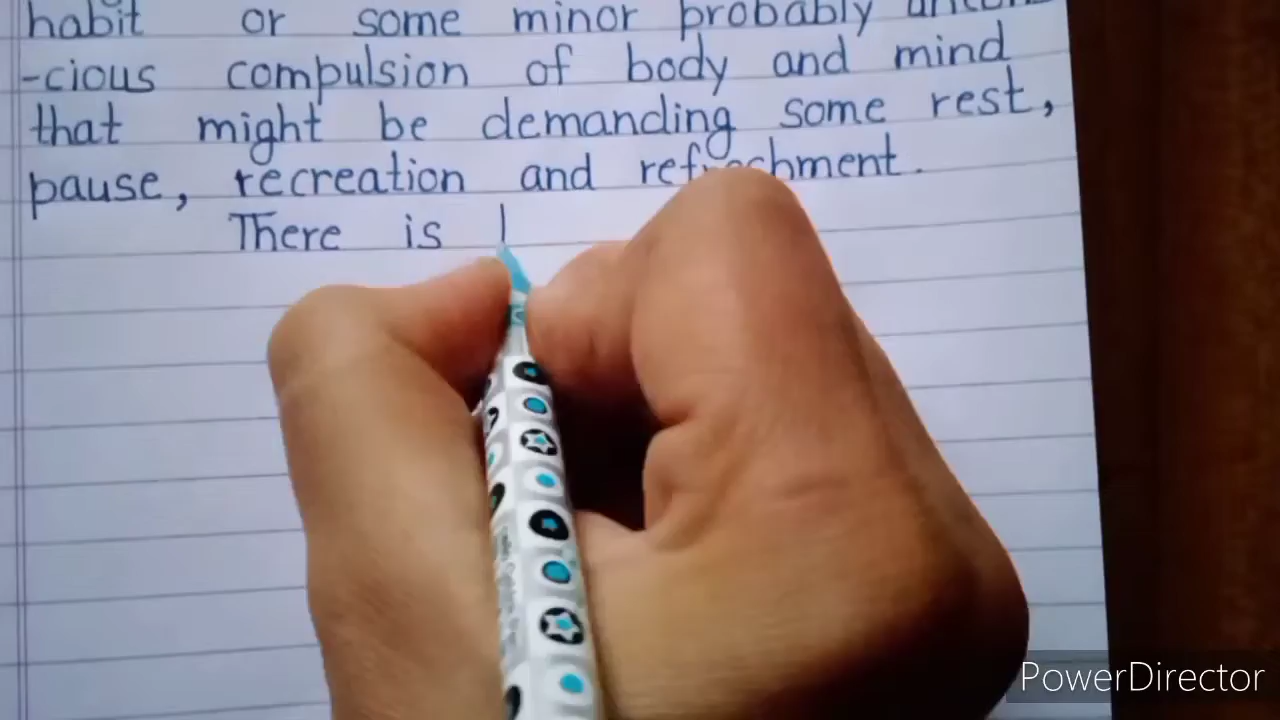 habit or some minor probably
-cious compulsion of body and mind
that might be demanding some rest,
pause, recreation and refreshment.
There is
PowerDirector